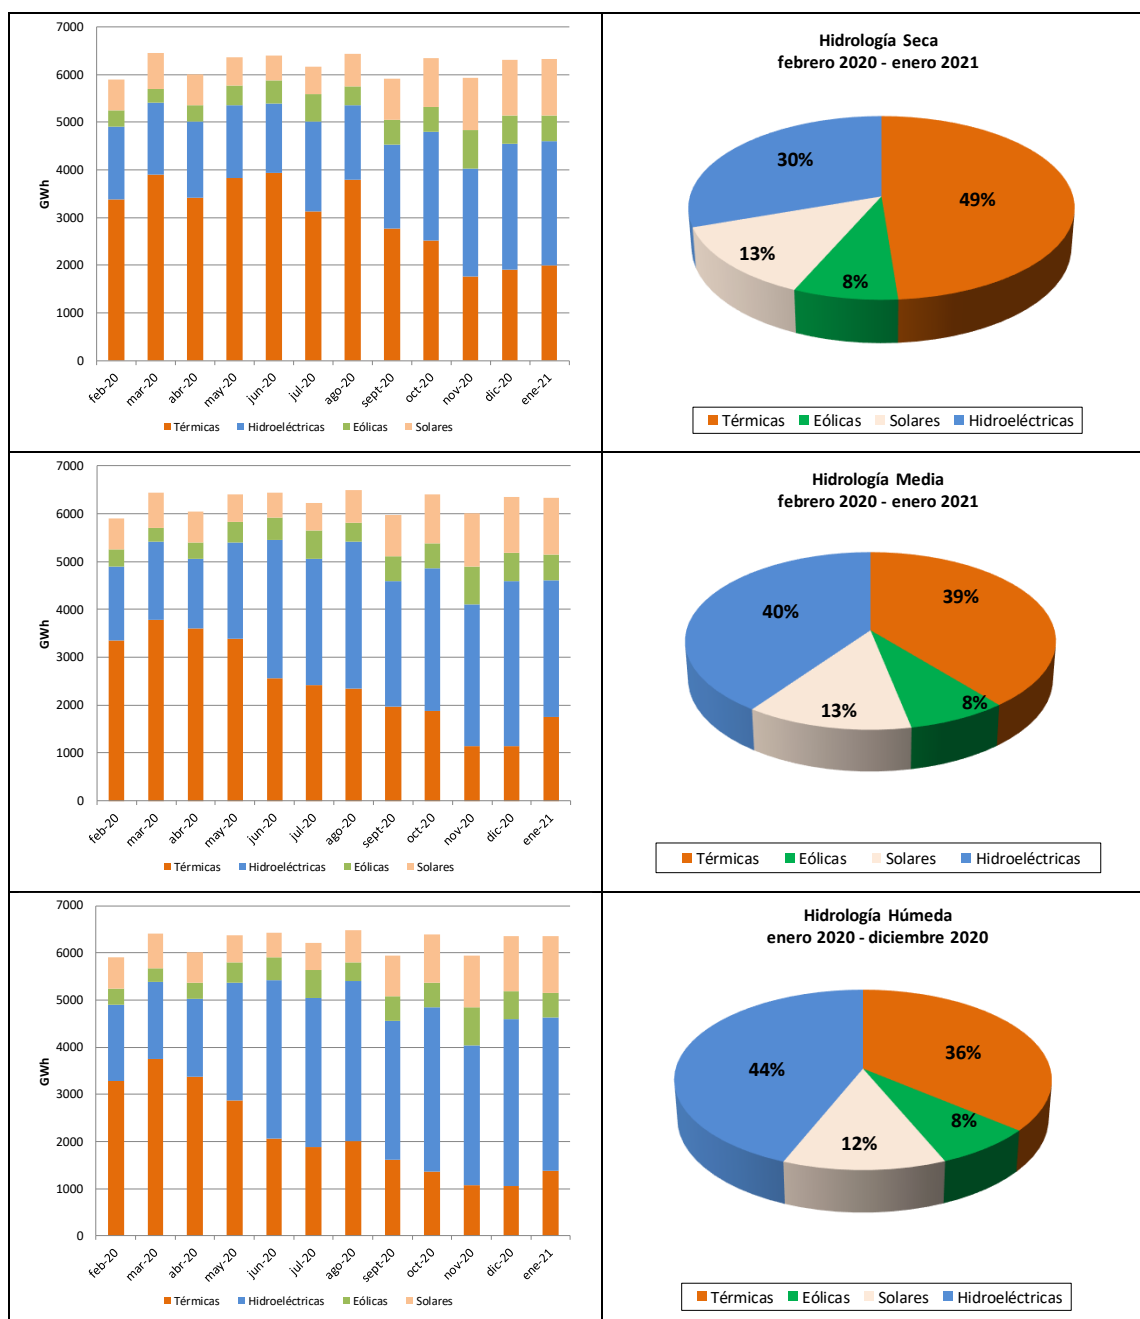 7000
6000
5000
4000
3000
2000
1000
0
GWh
feb-20
mar-20
abr-20
may-20
jun-20
jul-20
ago-20
sept-20
oct-20
nov-20
dic-20
ene-21
Térmicas Hidroeléctricas Eólicas Solares
Hidrología Seca
febrero 2020 - enero 2021
30%
49%
13%
8%
Térmicas Eólicas Solares Hidroeléctricas
7000
6000
5000
4000
3000
2000
1000
0
GWh
feb-20
mar-20
abr-20
may-20
jun-20
jul-20
ago-20
sept-20
oct-20
nov-20
dic-20
ene-21
Térmicas Hidroeléctricas Eólicas Solares
Hidrología Media
febrero 2020 - enero 2021
39%
40%
8%
13%
Térmicas Eólicas Solares Hidroeléctricas
7000
6000
5000
4000
3000
2000
1000
0
GWh
feb-20
mar-20
abr-20
may-20
jun-20
jul-20
ago-20
sept-20
oct-20
nov-20
dic-20
ene-21
Térmicas Hidroeléctricas Eólicas Solares
Hidrología Húmeda
enero 2020 - diciembre 2020
36%
44%
8%
12%
Térmicas Eólicas Solares Hidroeléctricas